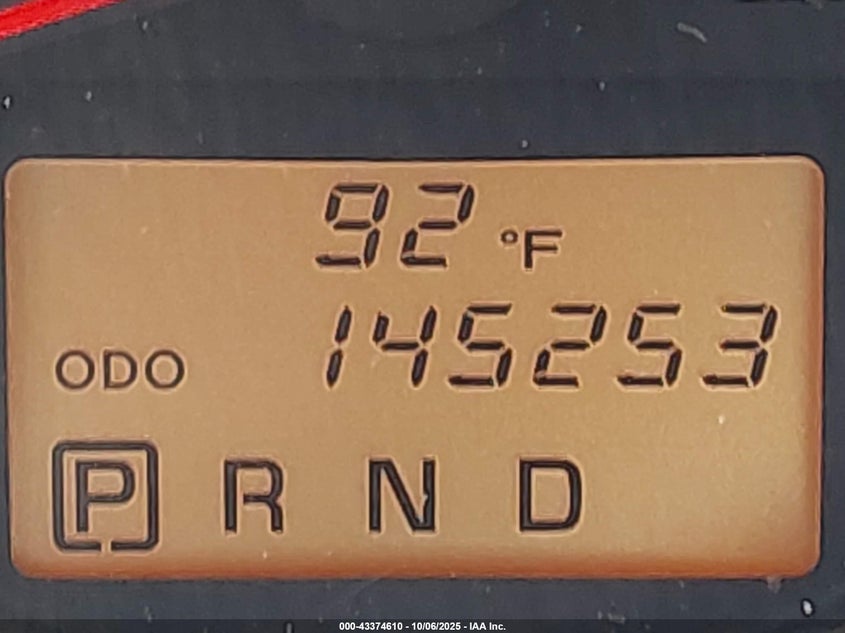 92 °F
ODO 145253
P R N D
000-43374610 - 10/06/2025 - IAA Inc.